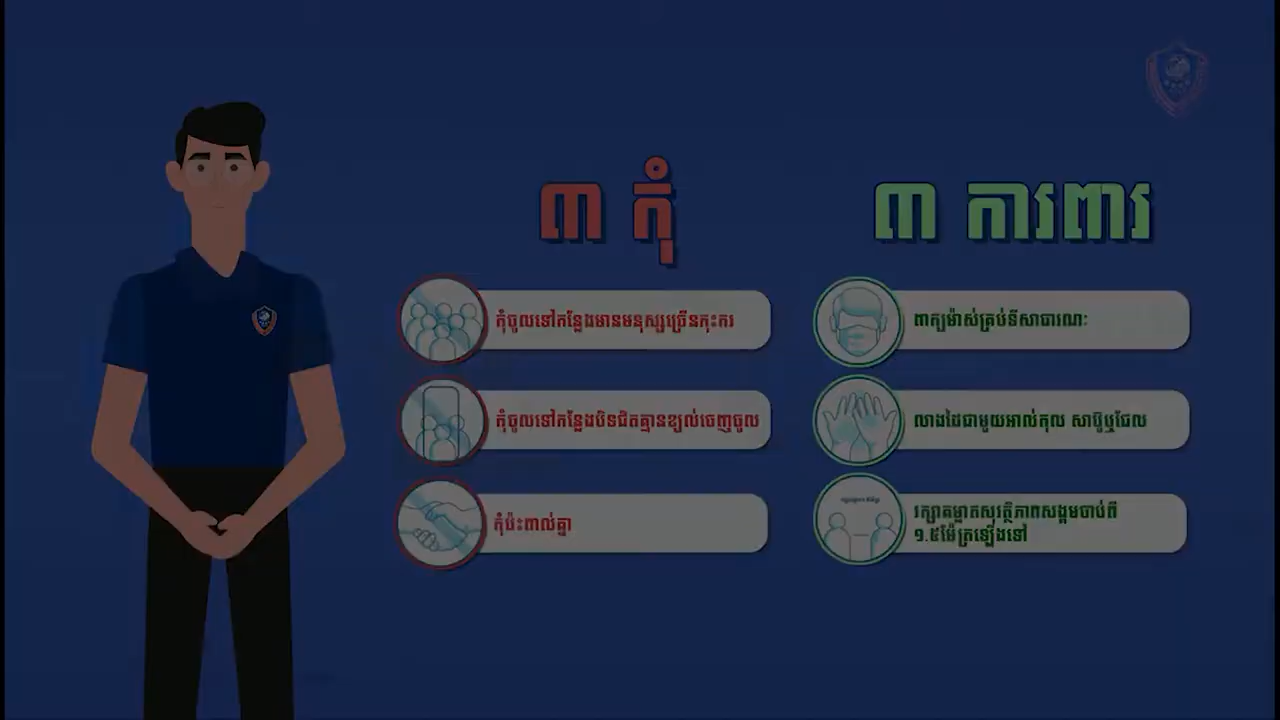 ៣ កុំ
កុំចូលទៅកន្លែងមានមនុស្សច្រើនកុះករ
កុំចូលទៅកន្លែងបិទជិតគ្មានខ្យល់ចេញចូល
កុំប៉ះពាល់គ្នា
៣ ការពារ
ពាក្យម៉ាស់គ្រប់ទីសាធារណៈ
លាងដៃជាមួយអាល់កុល សាប៊ូឬជែល
រក្សាគម្លាតសុវត្ថិភាពសង្គមចាប់ពី
១.៥ម៉ែត្រឡើងទៅ